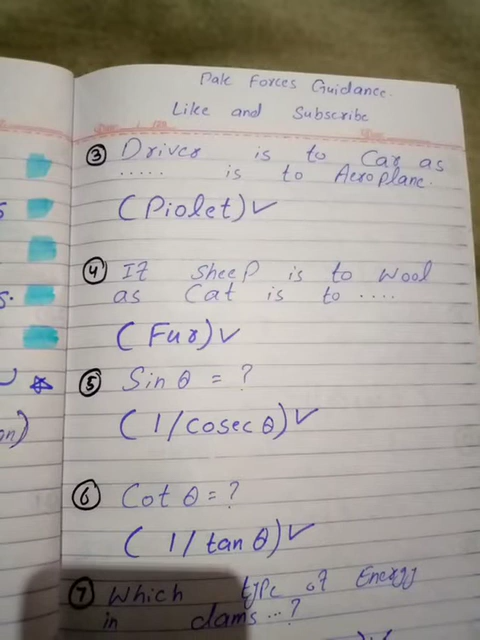 Pak Forces Guidance.
Like and Subscribe
③ Driver is to Car as
..... is to Aeroplane.
(Piolet) ✓
④ If Sheep is to wool
as Cat is to ....
(Fur) ✓
⑤ Sin θ = ?
(1/cosec θ) ✓
⑥ Cot θ = ?
(1/tan θ) ✓
⑦ Which type of Energy
in dams...?